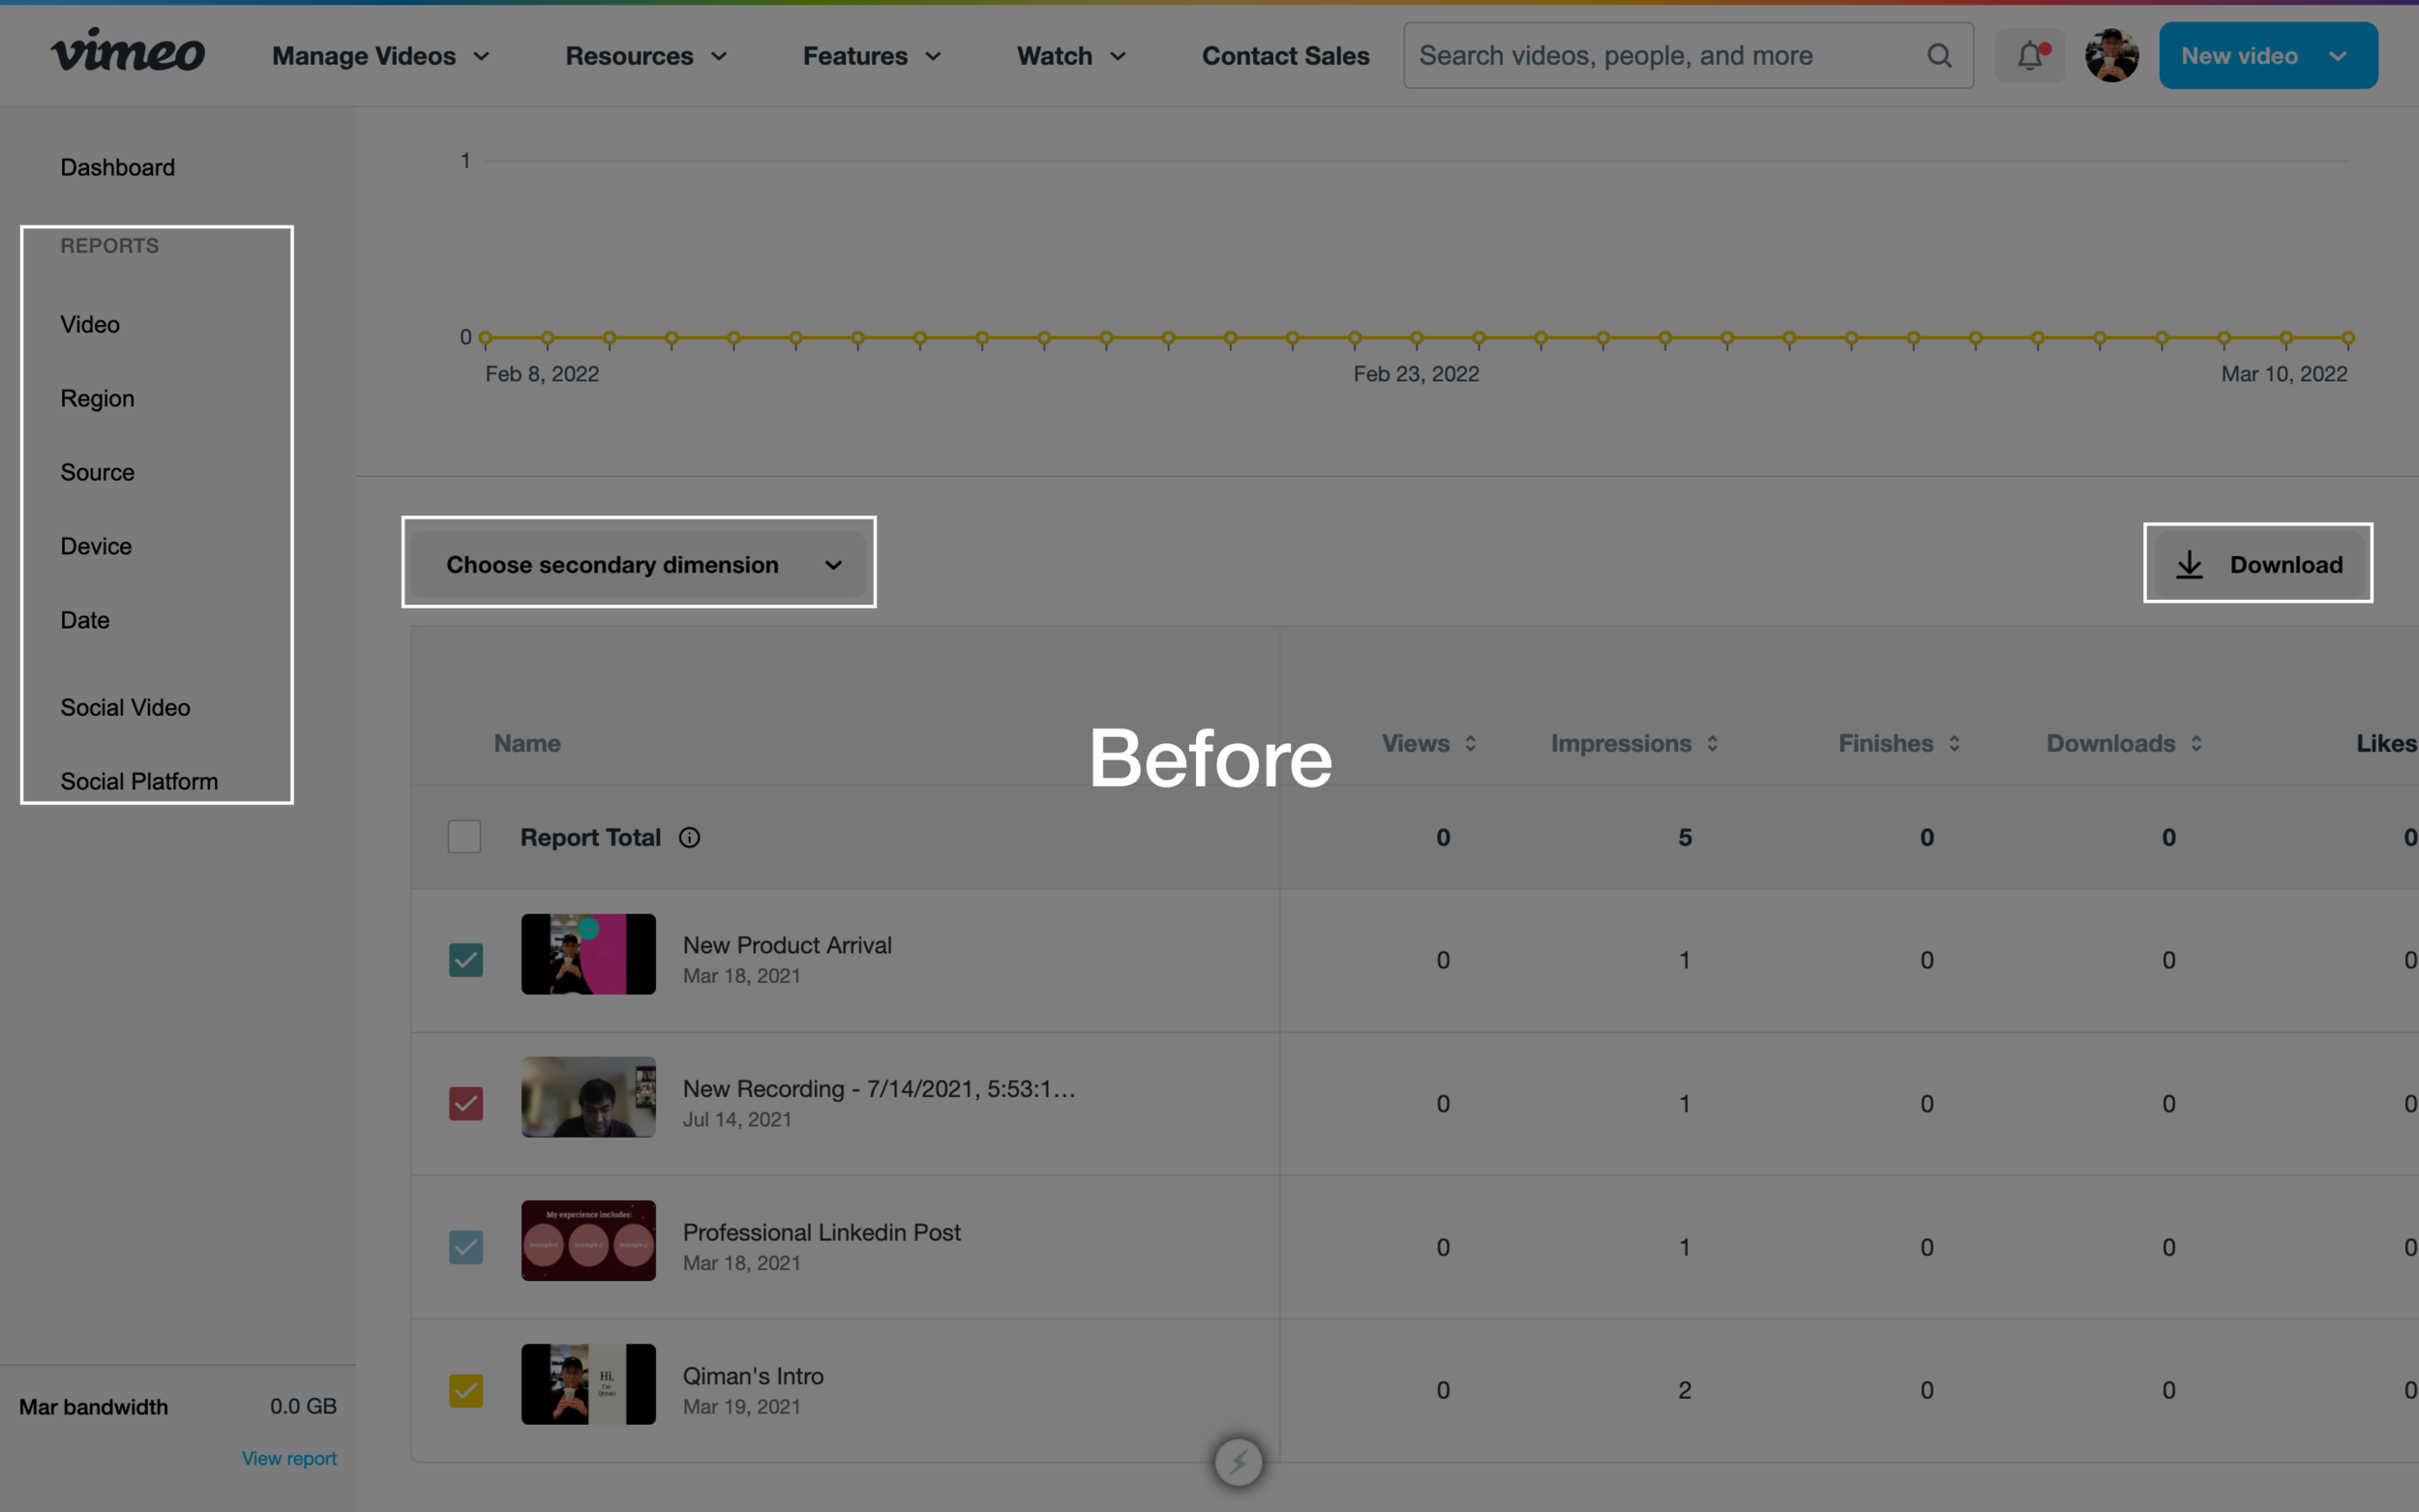 vimeo
Manage Videos
Resources
Features
Watch
Contact Sales
Search videos, people, and more
New video
Dashboard
REPORTS
Video
Region
Source
Device
Date
Social Video
Social Platform
Mar bandwidth 0.0 GB
View report
1
0
Feb 8, 2022
Feb 23, 2022
Mar 10, 2022
Choose secondary dimension
Download
Before
Name Views Impressions Finishes Downloads Likes
Report Total 0 5 0 0 0
New Product Arrival
Mar 18, 2021
0 1 0 0 0
New Recording - 7/14/2021, 5:53:1...
Jul 14, 2021
0 1 0 0 0
My experience includes:
Professional Linkedin Post
Mar 18, 2021
0 1 0 0 0
Hi,
I'm
Qiman
Qiman's Intro
Mar 19, 2021
0 2 0 0 0